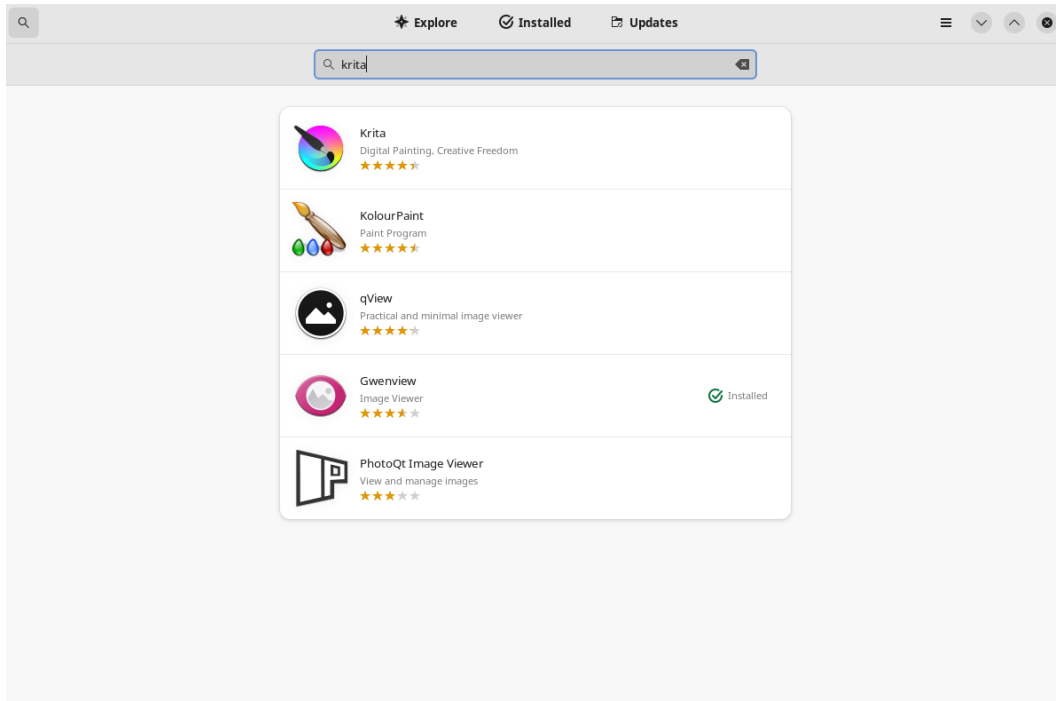 Explore Installed Updates
krita
Krita
Digital Painting, Creative Freedom
KolourPaint
Paint Program
qView
Practical and minimal image viewer
Gwenview
Image Viewer
Installed
PhotoQt Image Viewer
View and manage images